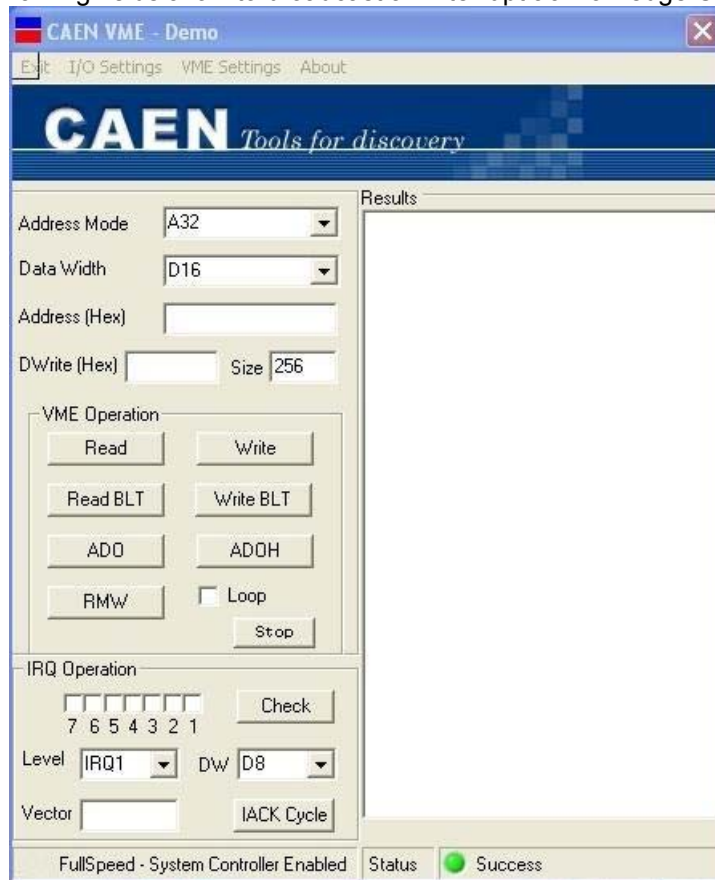 CAEN VME - Demo
Exit I/O Settings VME Settings About
CAEN Tools for discovery
Results
Address Mode A32
Data Width D16
Address (Hex)
DWrite (Hex) Size 256
VME Operation
Read Write
Read BLT Write BLT
ADO ADOH
RMW Loop
Stop
IRQ Operation
Check
7 6 5 4 3 2 1
Level IRQ1 DW D8
Vector IACK Cycle
FullSpeed - System Controller Enabled Status Success